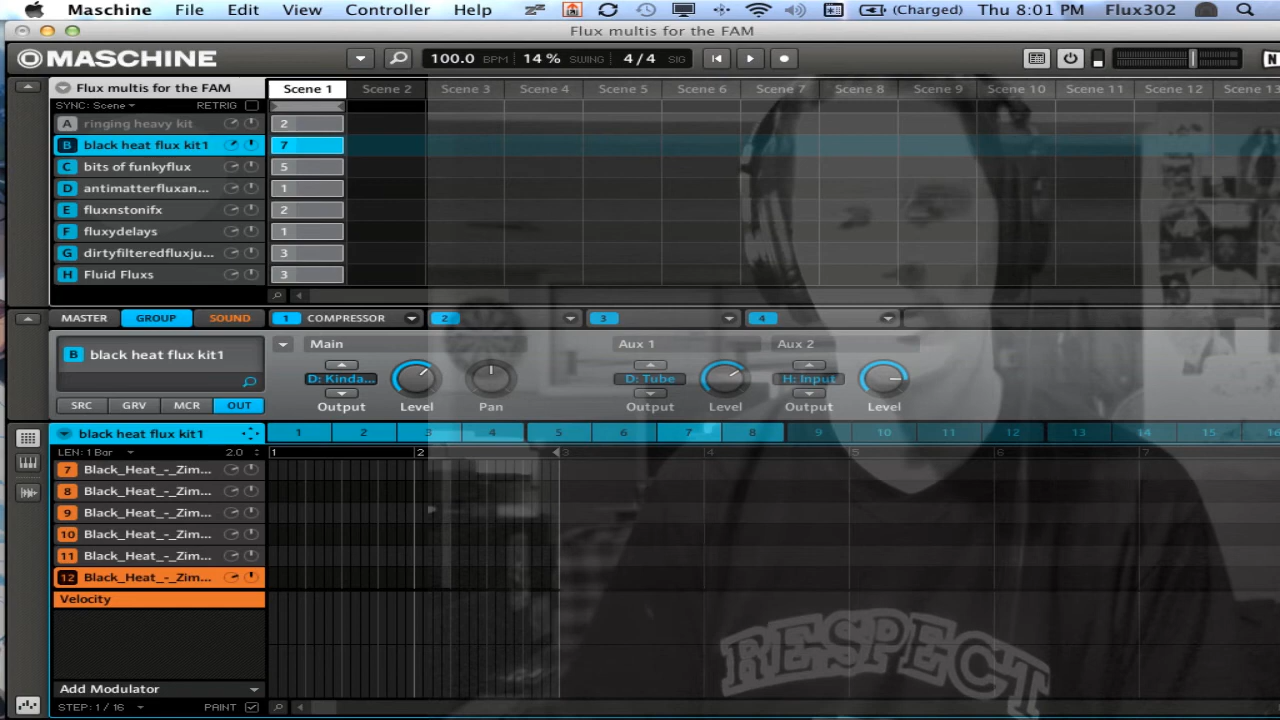 Maschine File Edit View Controller Help (Charged) Thu 8:01 PM Flux302
Flux multis for the FAM
MASCHINE 100.0 BPM 14 % SWING 4/4 SIG
Flux multis for the FAM Scene 1 Scene 2 Scene 3 Scene 4 Scene 5 Scene 6 Scene 7 Scene 8 Scene 9 Scene 10 Scene 11 Scene 12 Scene 13
SYNC: Scene RETRIG
A ringing heavy kit 2
B black heat flux kit1 7
C bits of funkyflux 5
D antimatterfluxan... 1
E fluxnstonifx 2
F fluxydelays 1
G dirtyfilteredfluxju... 3
H Fluid Fluxs 3
MASTER GROUP SOUND 1 COMPRESSOR 2 3 4
B black heat flux kit1 Main Aux 1 Aux 2
D: Kinda... D: Tube H: Input
SRC GRV MCR OUT Output Level Pan Output Level Output Level
black heat flux kit1 1 2 3 4 5 6 7 8 9 10 11 12 13 14 15 16
LEN: 1 Bar 2.0 1 2 3 4 5 6 7
7 Black_Heat_-_Zim...
8 Black_Heat_-_Zim...
9 Black_Heat_-_Zim...
10 Black_Heat_-_Zim...
11 Black_Heat_-_Zim...
12 Black_Heat_-_Zim...
Velocity
RESPECT
Add Modulator
STEP: 1 / 16 PAINT